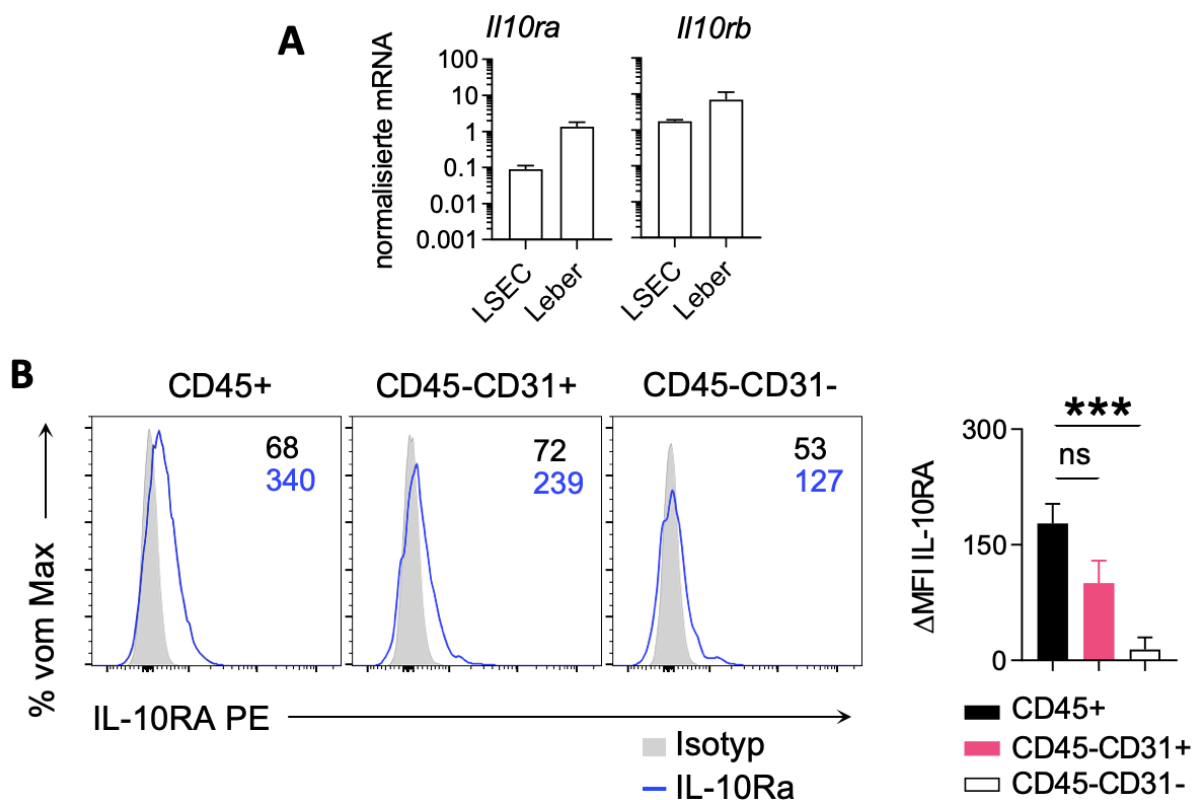 A
Il10ra
Il10rb
normalisierte mRNA
100
10
1
0.1
0.01
0.001
LSEC
Leber
LSEC
Leber
B
CD45+
CD45-CD31+
CD45-CD31-
68
340
72
239
53
127
% vom Max
IL-10RA PE
Isotyp
IL-10Ra
***
ns
300
150
0
ΔMFI IL-10RA
CD45+
CD45-CD31+
CD45-CD31-